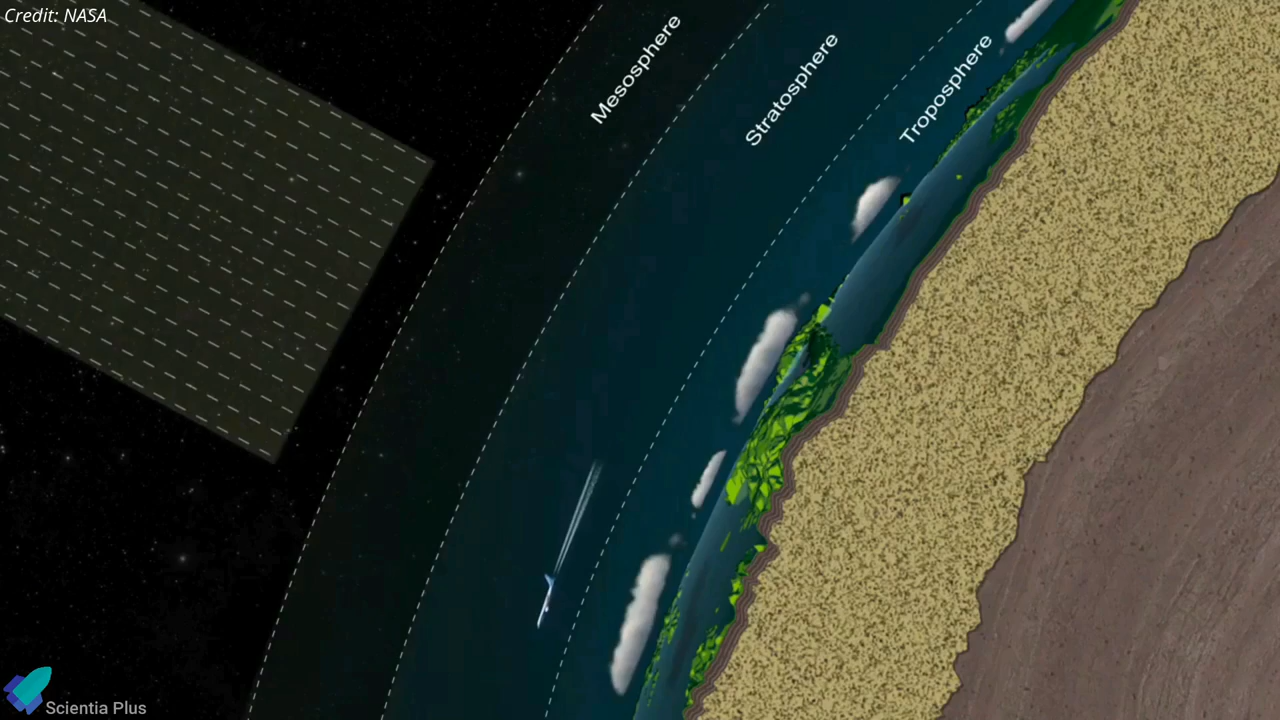 Credit: NASA
Mesosphere
Stratosphere
Troposphere
Scientia Plus